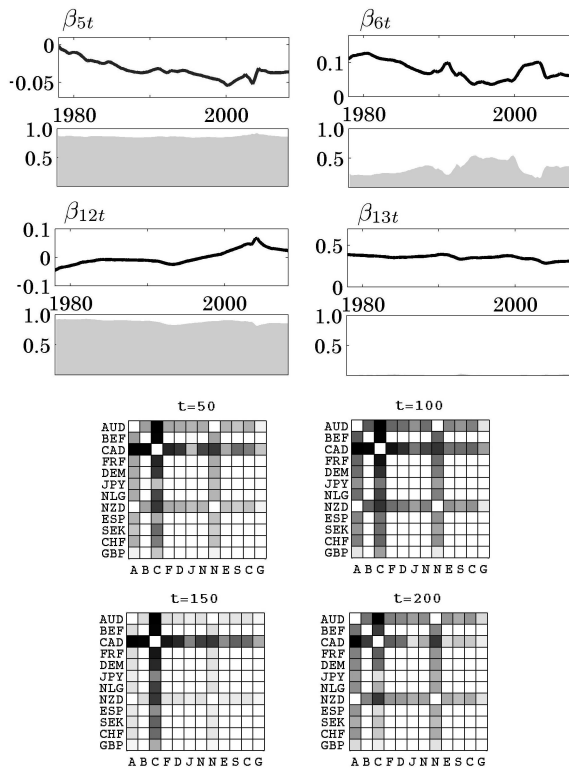 β5t
0
-0.05
1980 2000
1.0
0.5
β6t
0.1
0
1980 2000
1.0
0.5
β12t
0.1
0
-0.1
1980 2000
1.0
0.5
β13t
0.5
0
1980 2000
1.0
0.5
t=50
AUD
BEF
CAD
FRF
DEM
JPY
NLG
NZD
ESP
SEK
CHF
GBP
A B C F D J N N E S C G
t=100
AUD
BEF
CAD
FRF
DEM
JPY
NLG
NZD
ESP
SEK
CHF
GBP
A B C F D J N N E S C G
t=150
AUD
BEF
CAD
FRF
DEM
JPY
NLG
NZD
ESP
SEK
CHF
GBP
A B C F D J N N E S C G
t=200
AUD
BEF
CAD
FRF
DEM
JPY
NLG
NZD
ESP
SEK
CHF
GBP
A B C F D J N N E S C G